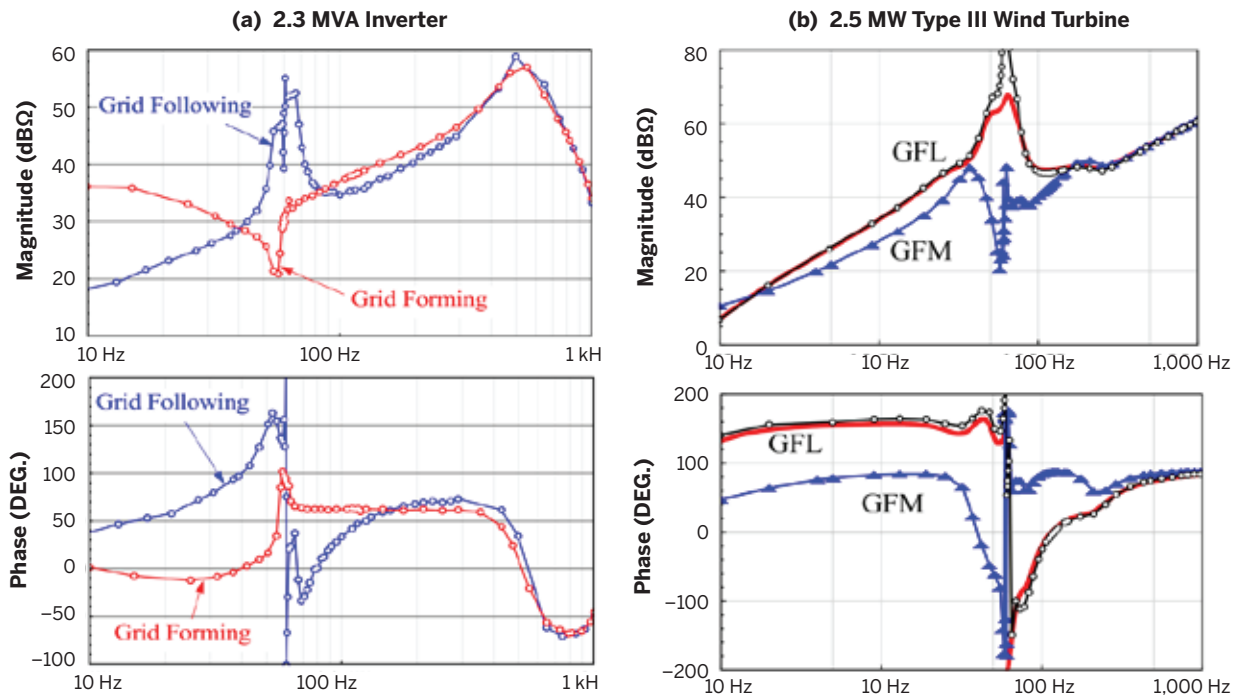 (a) 2.3 MVA Inverter
60
50
40
30
20
10
Magnitude (dBΩ)
Grid Following
Grid Forming
10 Hz
100 Hz
1 kH
200
150
100
50
0
−50
−100
Phase (DEG.)
Grid Following
Grid Forming
10 Hz
100 Hz
1 kH
(b) 2.5 MW Type III Wind Turbine
80
60
40
20
0
Magnitude (dBΩ)
GFL
GFM
10 Hz
10 Hz
100 Hz
1,000 Hz
200
100
0
−100
−200
Phase (DEG.)
GFL
GFM
10 Hz
10 Hz
100 Hz
1,000 Hz